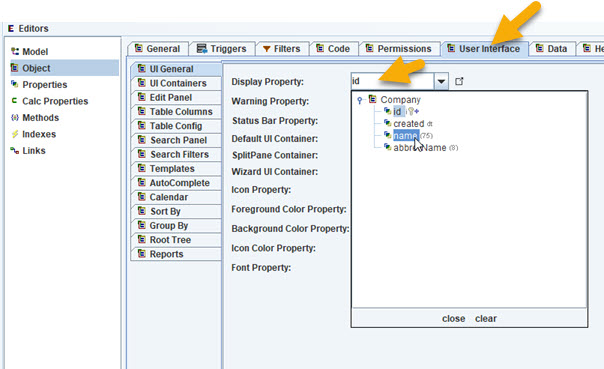 E Editors
Model
Object
Properties
Calc Properties
Methods
Indexes
Links
General Triggers Filters Code Permissions User Interface Data He
UI General
UI Containers
Edit Panel
Table Columns
Table Config
Search Panel
Search Filters
Templates
AutoComplete
Calendar
Sort By
Group By
Root Tree
Reports
Display Property: id
Warning Property:
Status Bar Property:
Default UI Container:
SplitPane Container:
Wizard UI Container:
Icon Property:
Foreground Color Property:
Background Color Property:
Icon Color Property:
Font Property:
Company
id
created dt
name (75)
abbrevName (8)
close clear